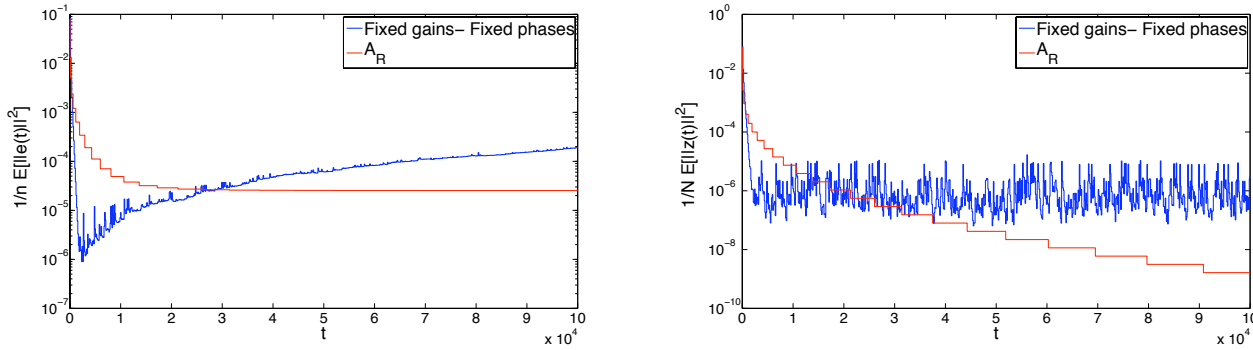 10^-1
10^-2
10^-3
10^-4
10^-5
10^-6
10^-7
1/n E[||e(t)||^2]
Fixed gains– Fixed phases
A_R
0 1 2 3 4 5 6 7 8 9 10
x 10^4
t
10^0
10^-2
10^-4
10^-6
10^-8
10^-10
1/N E[||z(t)||^2]
Fixed gains– Fixed phases
A_R
0 1 2 3 4 5 6 7 8 9 10
x 10^4
t